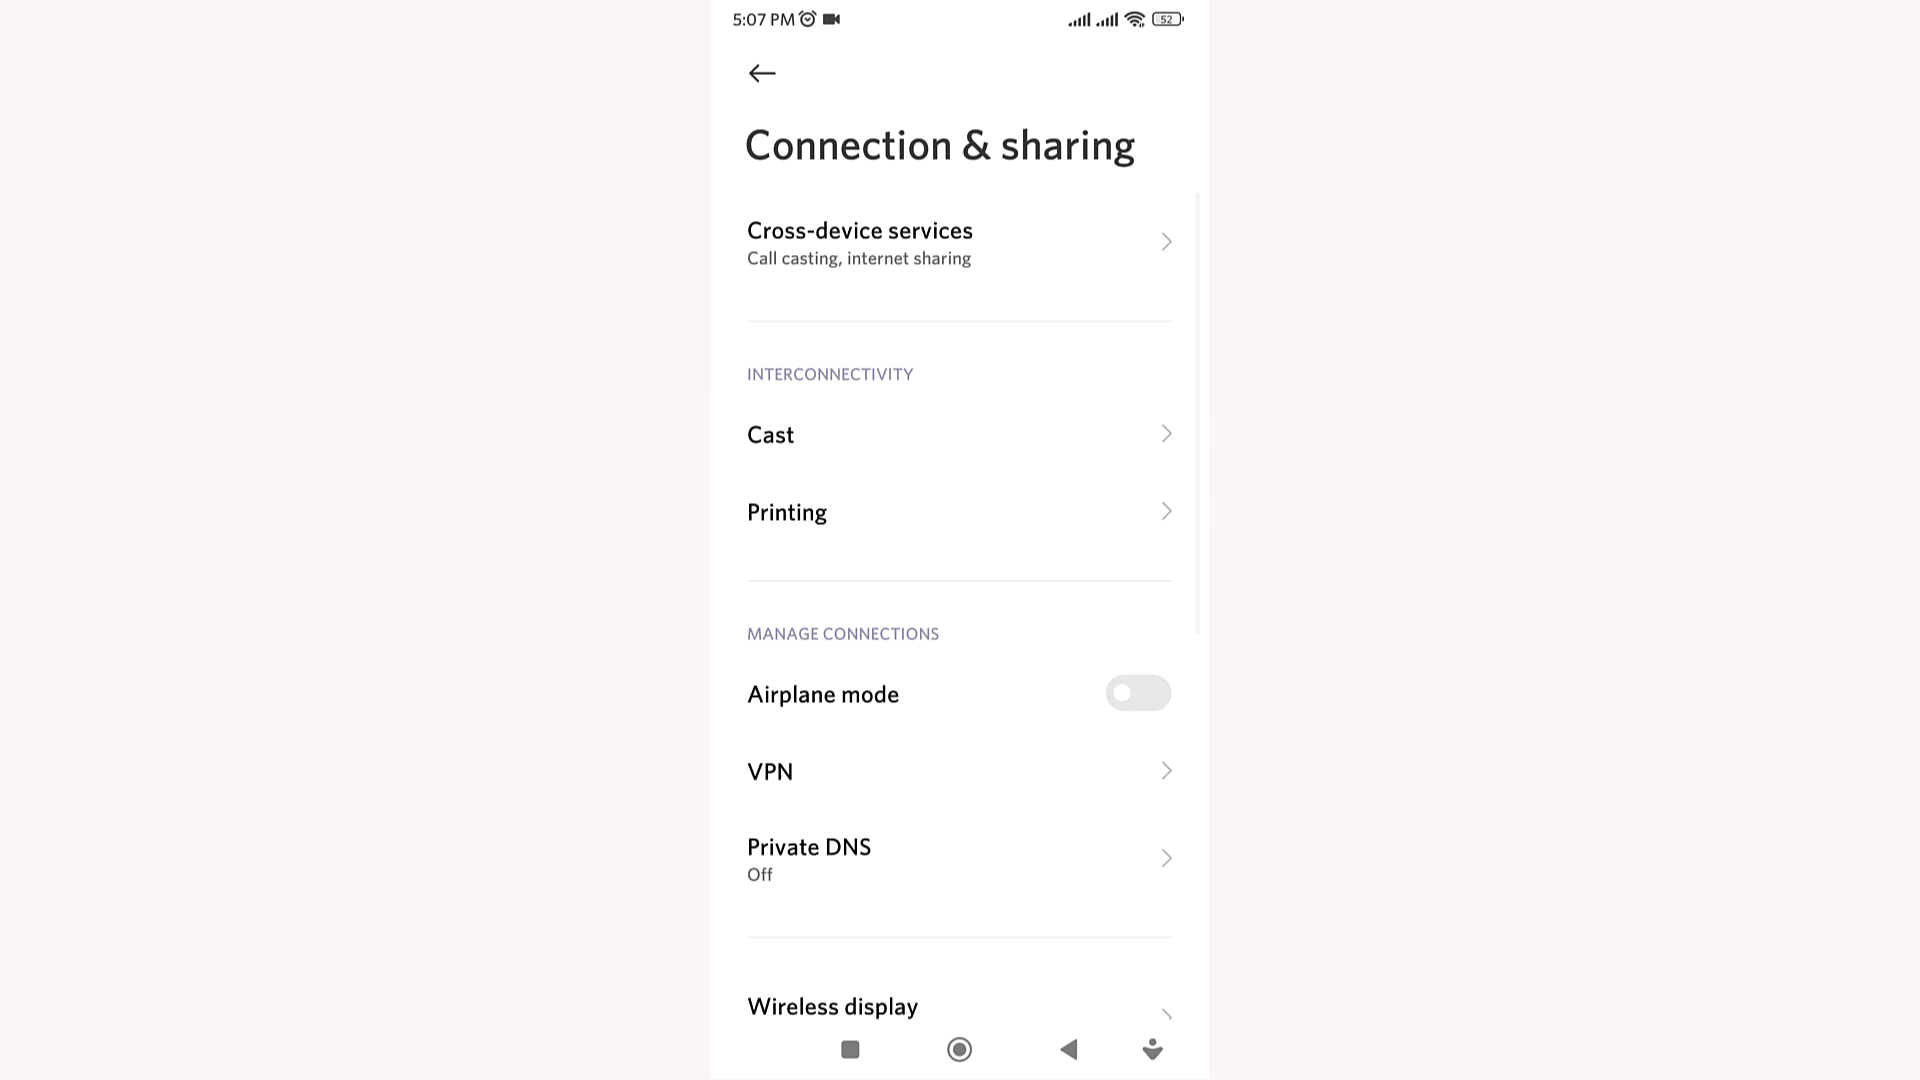 5:07 PM
52
Connection & sharing
Cross-device services
Call casting, internet sharing
INTERCONNECTIVITY
Cast
Printing
MANAGE CONNECTIONS
Airplane mode
VPN
Private DNS
Off
Wireless display